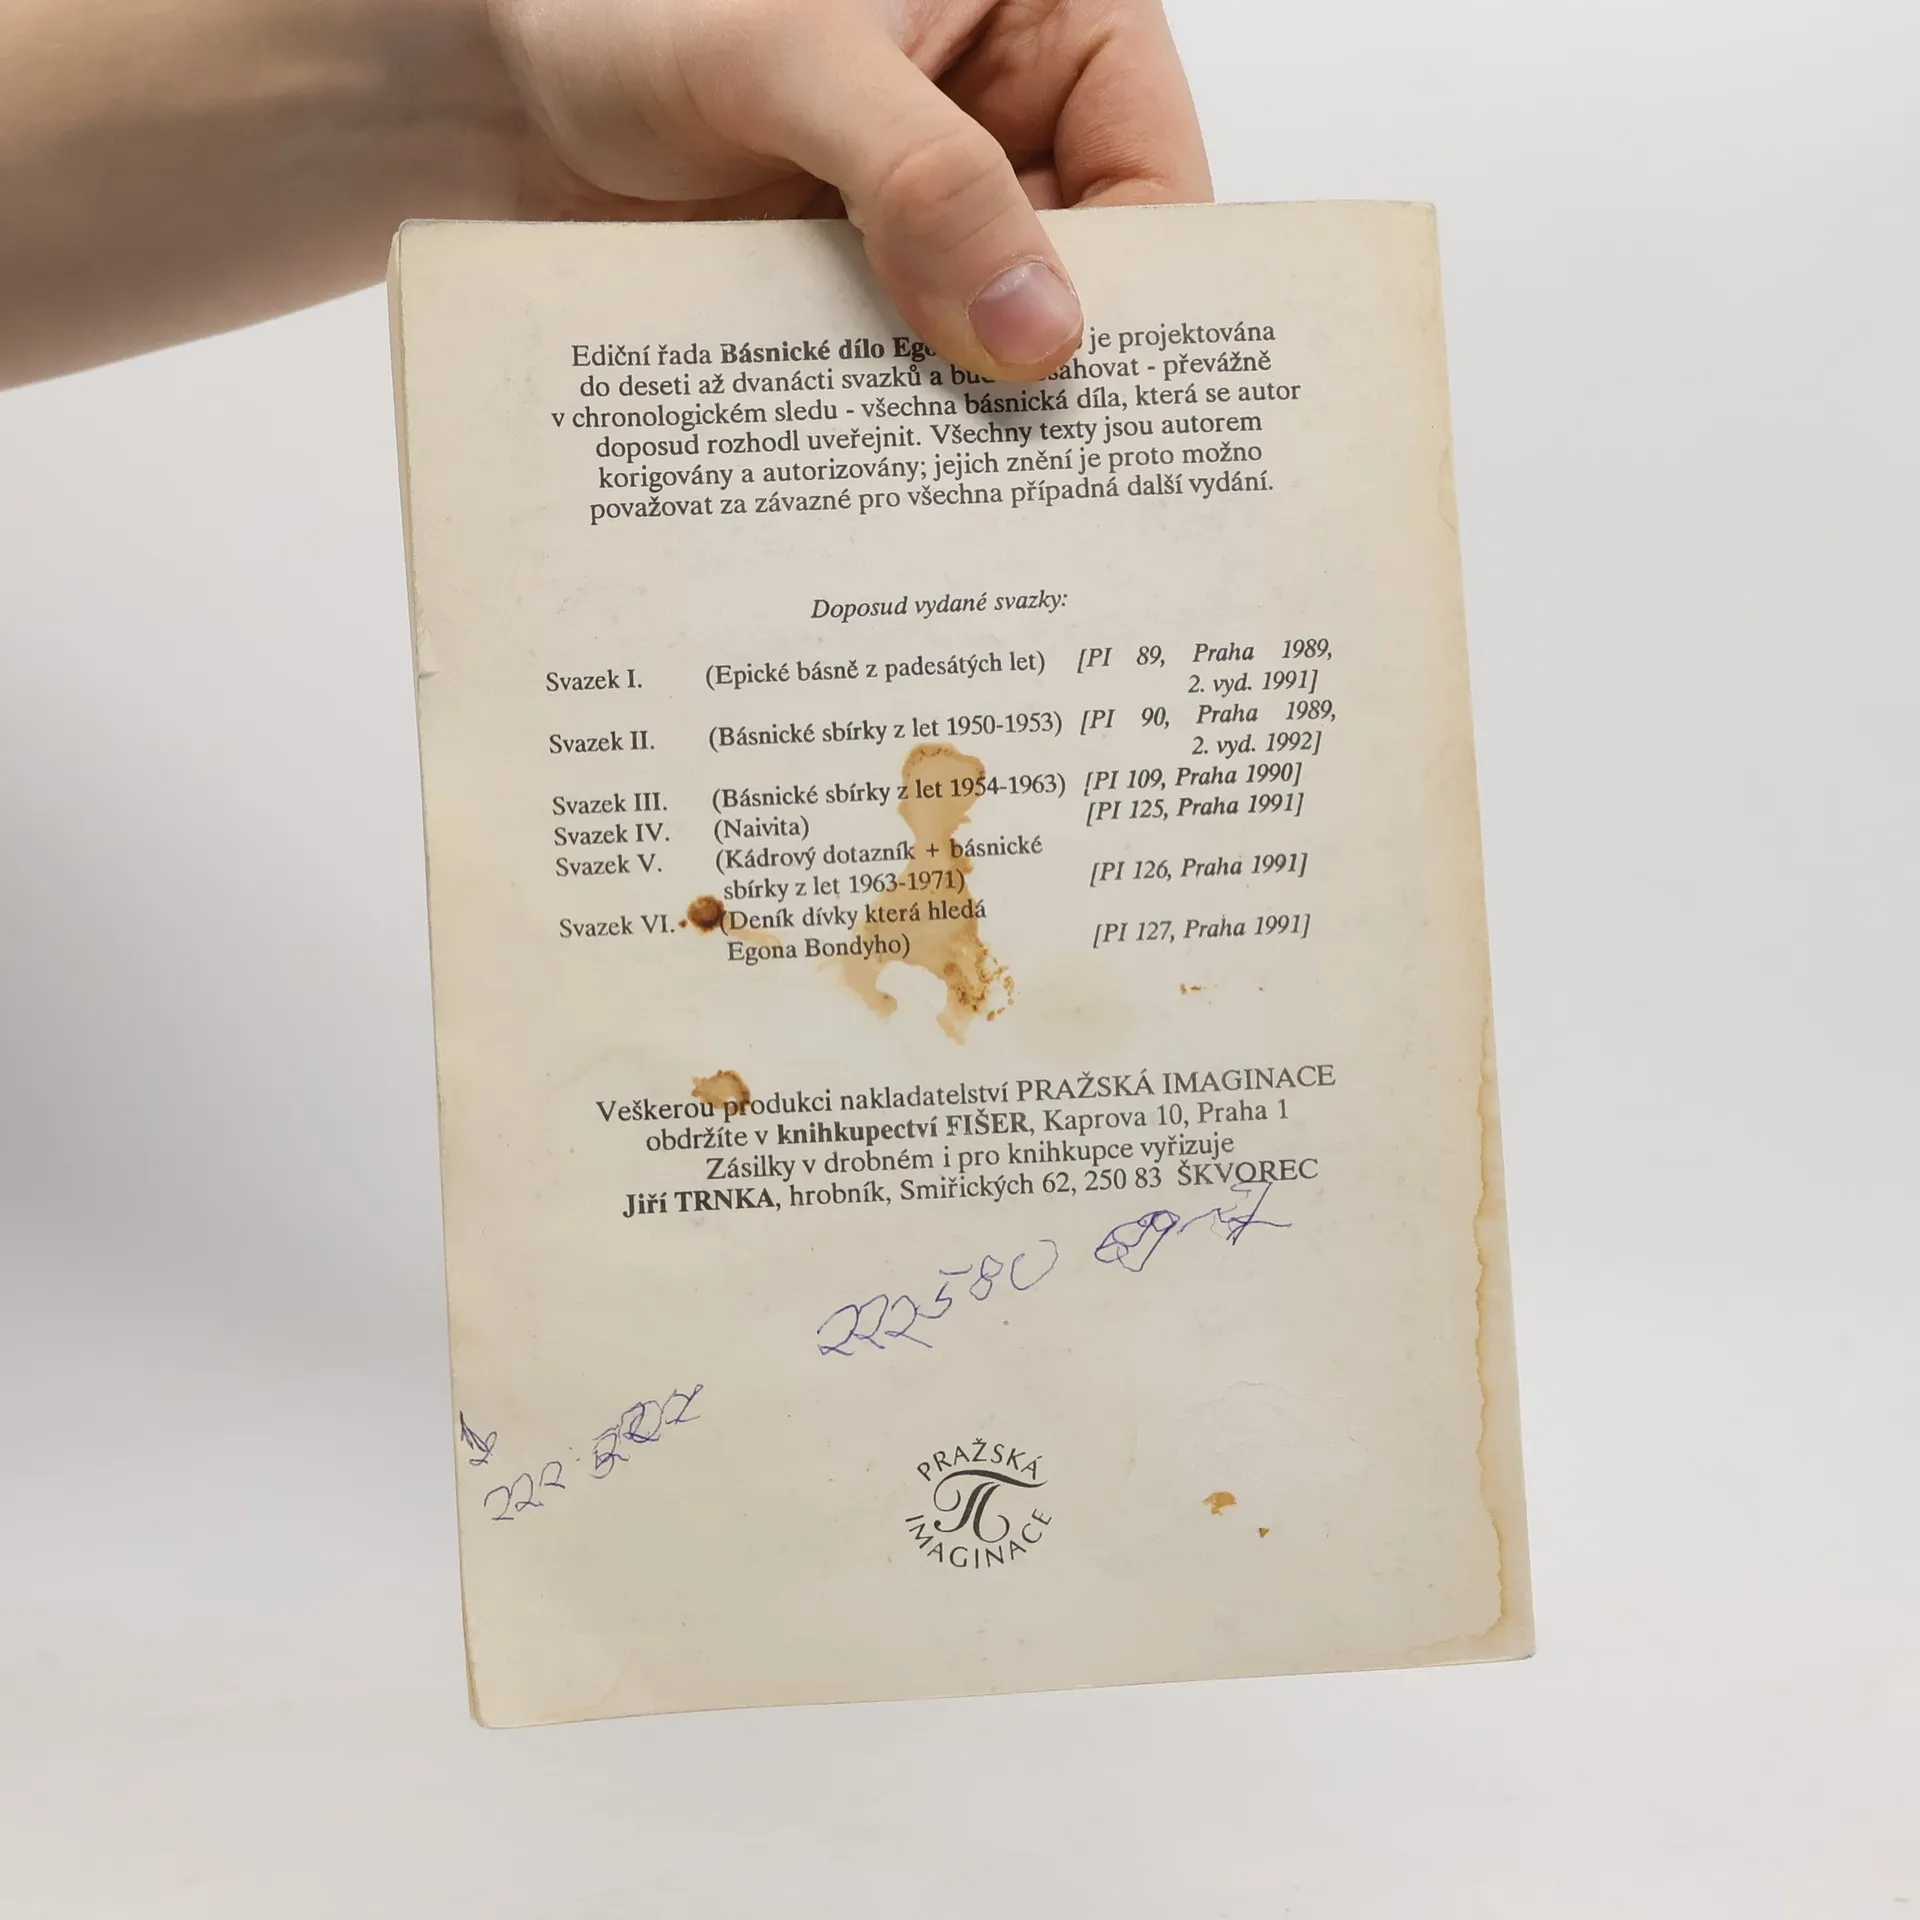 Ediční řada Básnické dílo je projektována
do deseti až dvanácti svazků a - převážně
v chronologickém sledu - všechna básnická díla, která se autor
doposud rozhodl uveřejnit. Všechny texty jsou autorem
korigovány a autorizovány; jejich znění je proto možno
považovat za závazné pro všechna případná další vydání.
Doposud vydané svazky:
Svazek I. (Epické básně z padesátých let) [PI 89, Praha 1989,
2. vyd. 1991]
Svazek II. (Básnické sbírky z let 1950-1953) [PI 90, Praha 1989,
2. vyd. 1992]
Svazek III. (Básnické sbírky z let 1954-1963) [PI 109, Praha 1990]
Svazek IV. (Naivita) [PI 125, Praha 1991]
Svazek V. (Kádrový dotazník + básnické
sbírky z let 1963-1971) [PI 126, Praha 1991]
Svazek VI. (Deník dívky která hledá
Egona Bondyho) [PI 127, Praha 1991]
Veškerou produkci nakladatelství PRAŽSKÁ IMAGINACE
obdržíte v knihkupectví FIŠER, Kaprova 10, Praha 1
Zásilky v drobném i pro knihkupce vyřizuje
Jiří TRNKA, hrobník, Smiřických 62, 250 83 ŠKVOREC
222580
222
PRAŽSKÁ
IMAGINACE